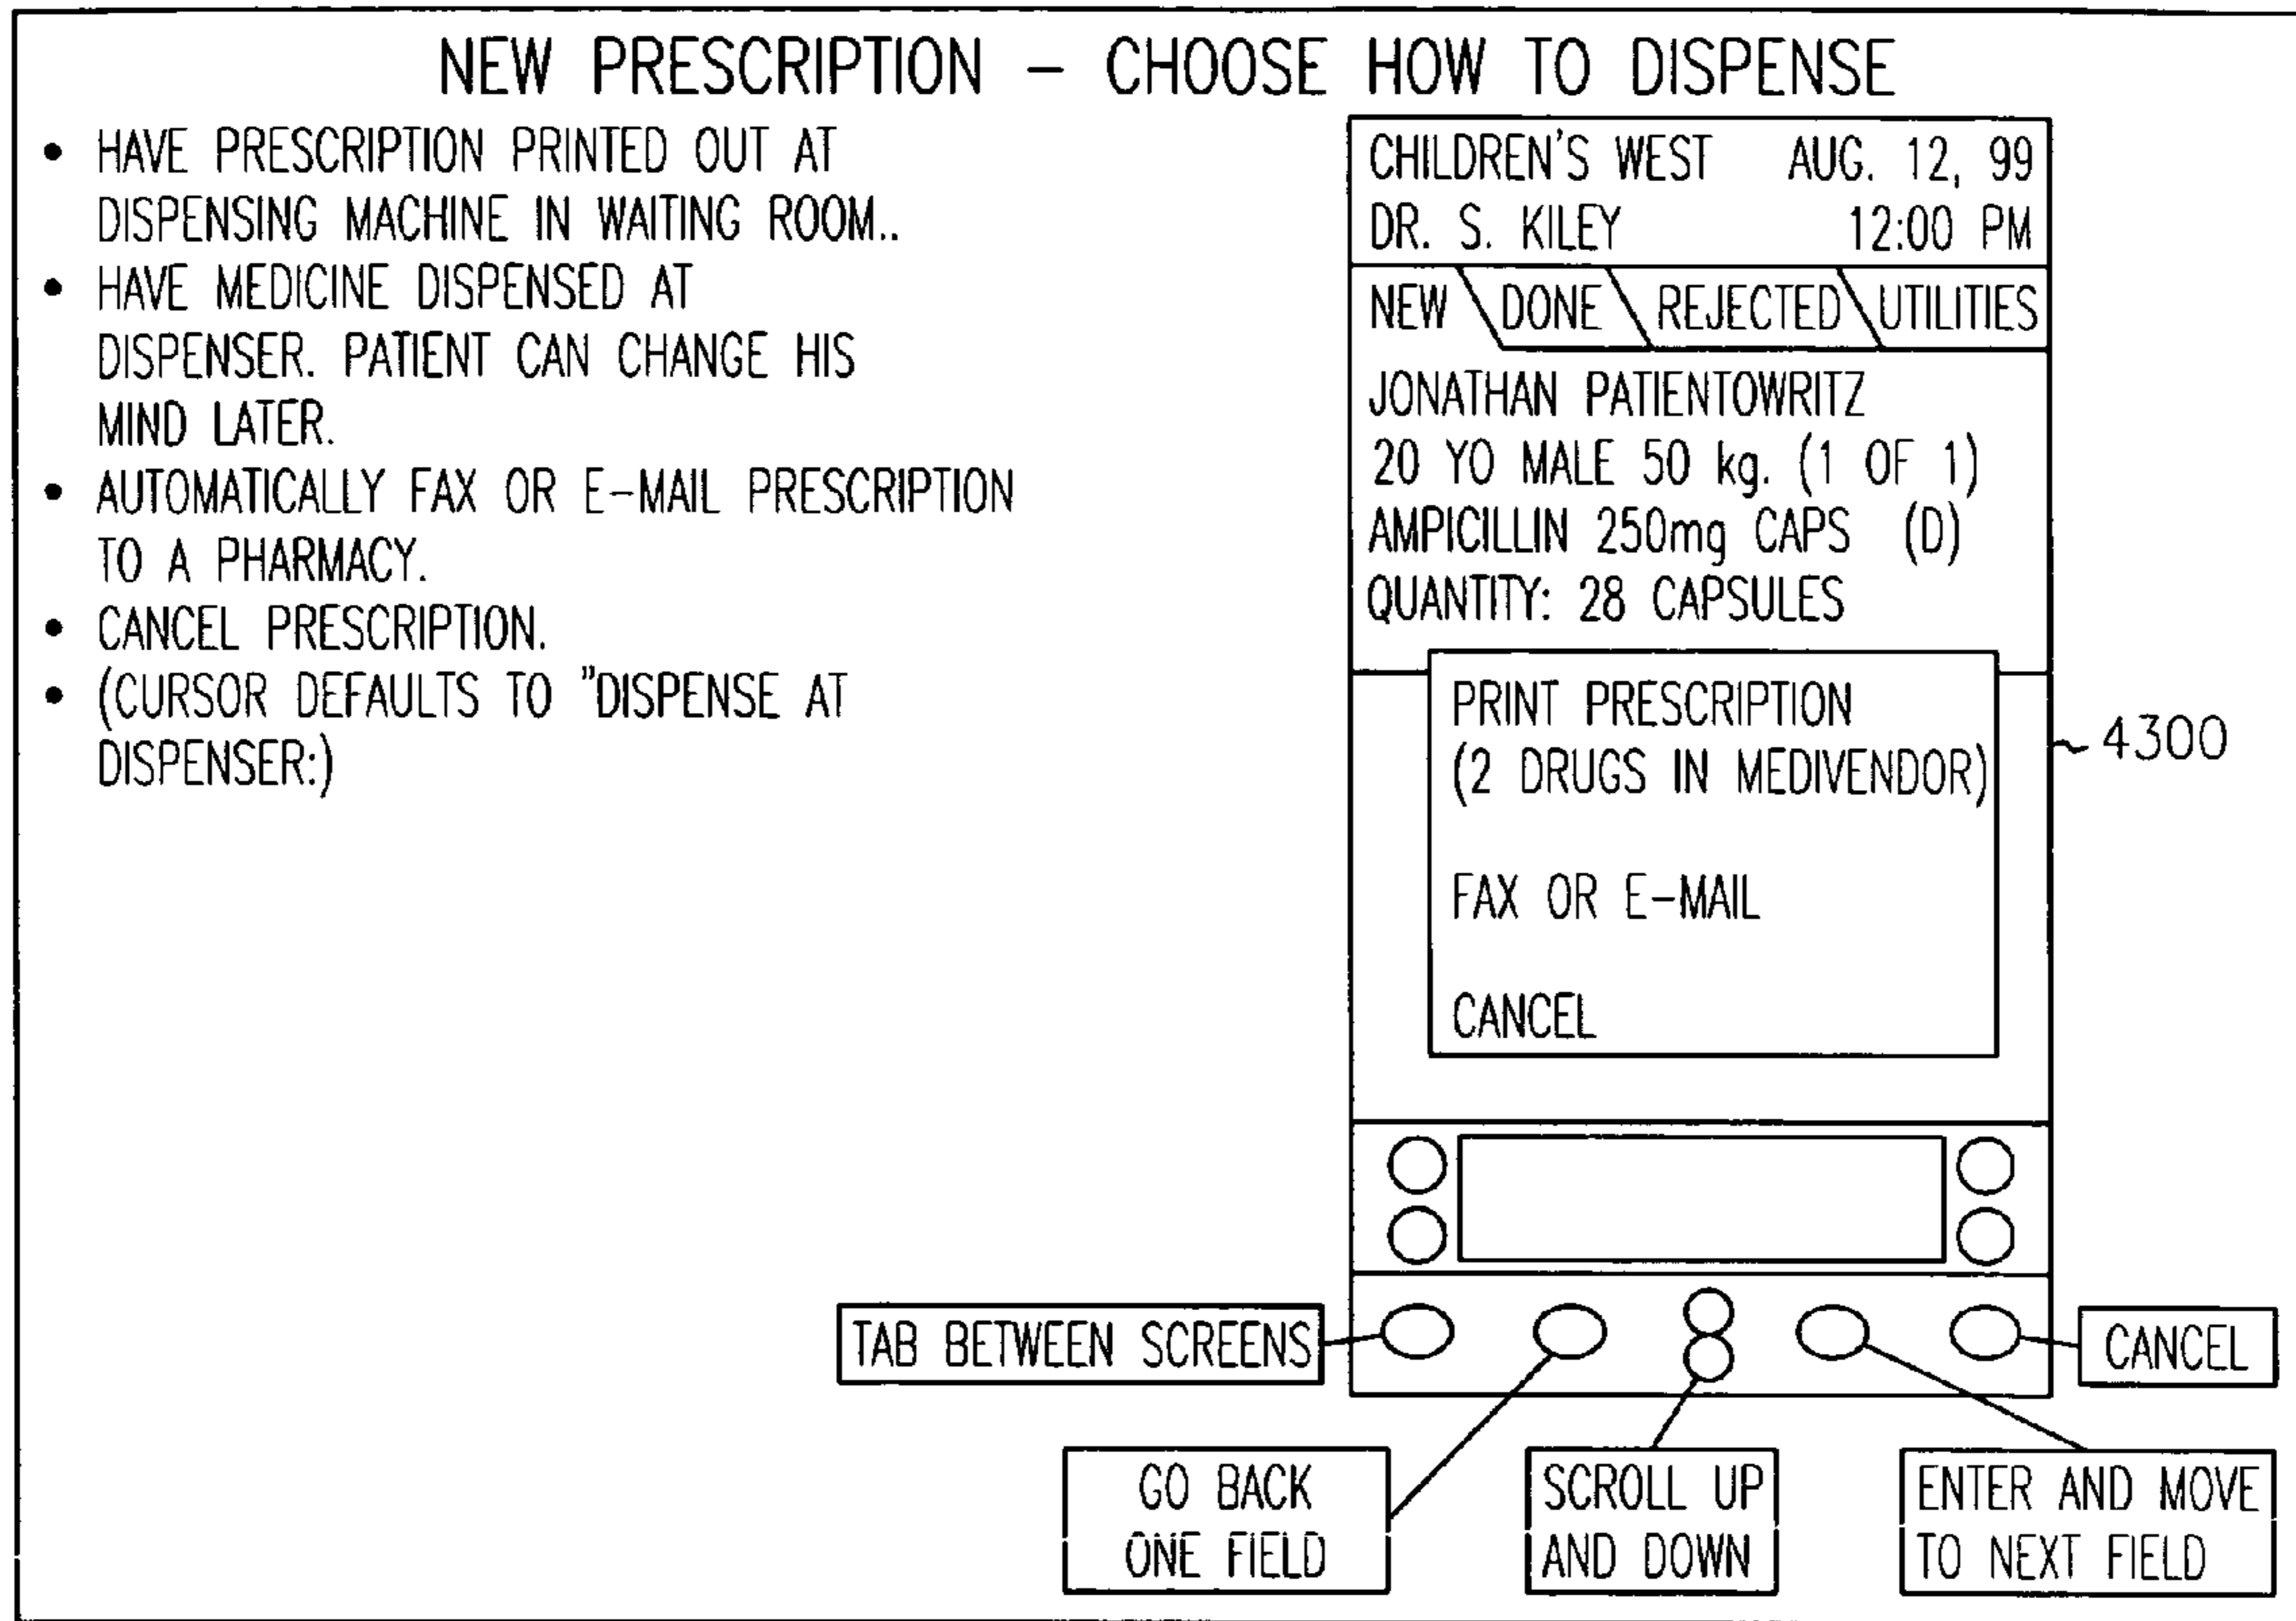 NEW PRESCRIPTION – CHOOSE HOW TO DISPENSE
• HAVE PRESCRIPTION PRINTED OUT AT
DISPENSING MACHINE IN WAITING ROOM..
• HAVE MEDICINE DISPENSED AT
DISPENSER. PATIENT CAN CHANGE HIS
MIND LATER.
• AUTOMATICALLY FAX OR E–MAIL PRESCRIPTION
TO A PHARMACY.
• CANCEL PRESCRIPTION.
• (CURSOR DEFAULTS TO "DISPENSE AT
DISPENSER:)
CHILDREN'S WEST AUG. 12, 99
DR. S. KILEY 12:00 PM
NEW DONE REJECTED UTILITIES
JONATHAN PATIENTOWRITZ
20 YO MALE 50 kg. (1 OF 1)
AMPICILLIN 250mg CAPS (D)
QUANTITY: 28 CAPSULES
PRINT PRESCRIPTION
(2 DRUGS IN MEDIVENDOR)
FAX OR E–MAIL
CANCEL
4300
TAB BETWEEN SCREENS
CANCEL
GO BACK
ONE FIELD
SCROLL UP
AND DOWN
ENTER AND MOVE
TO NEXT FIELD